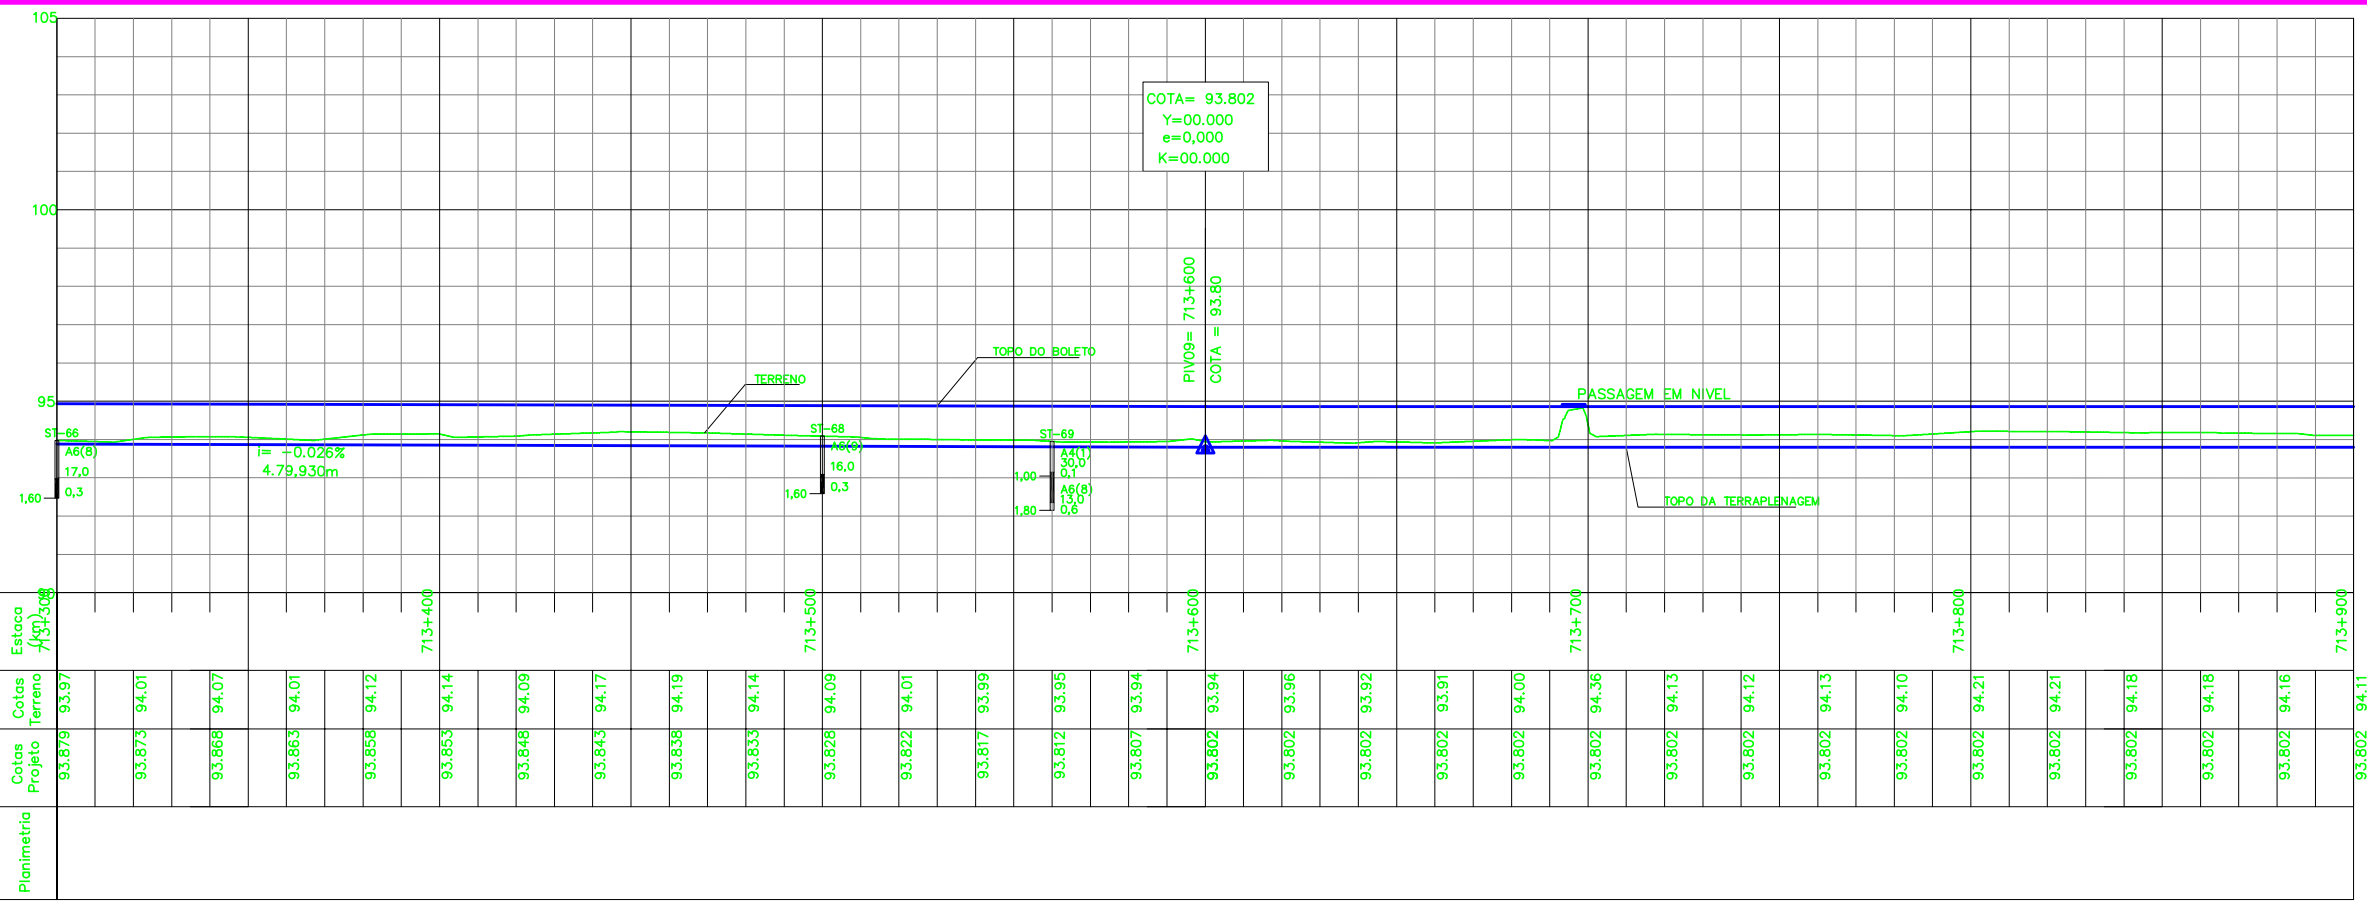 105
COTA= 93.802
Y=00.000
e=0,000
K=00.000
100
PIV09= 713+600
COTA = 93.80
TOPO DO BOLETO
TERRENO
PASSAGEM EM NIVEL
95
ST-66
A6(8)
17,0
0,3
1,60
i= -0.026%
4.79,930m
ST-68
16,0
0,3
1,60
ST-69
A4(1)
30,0
0,1
1,00
A6(8)
13,0
0,6
1,80
TOPO DA TERRAPLENAGEM
90
Estaca
(km)
713+300 713+400 713+500 713+600 713+700 713+800 713+900
Cotas
Terreno
93.97 94.01 94.07 94.01 94.12 94.14 94.09 94.17 94.19 94.14 94.09 94.01 93.99 93.95 93.94 93.94 93.96 93.92 93.91 94.00 94.36 94.13 94.12 94.13 94.10 94.21 94.21 94.18 94.18 94.16 94.11
Cotas
Projeto
93.879 93.873 93.868 93.863 93.858 93.853 93.848 93.843 93.838 93.833 93.828 93.822 93.817 93.812 93.807 93.802 93.802 93.802 93.802 93.802 93.802 93.802 93.802 93.802 93.802 93.802 93.802 93.802 93.802 93.802 93.802
Planimetria